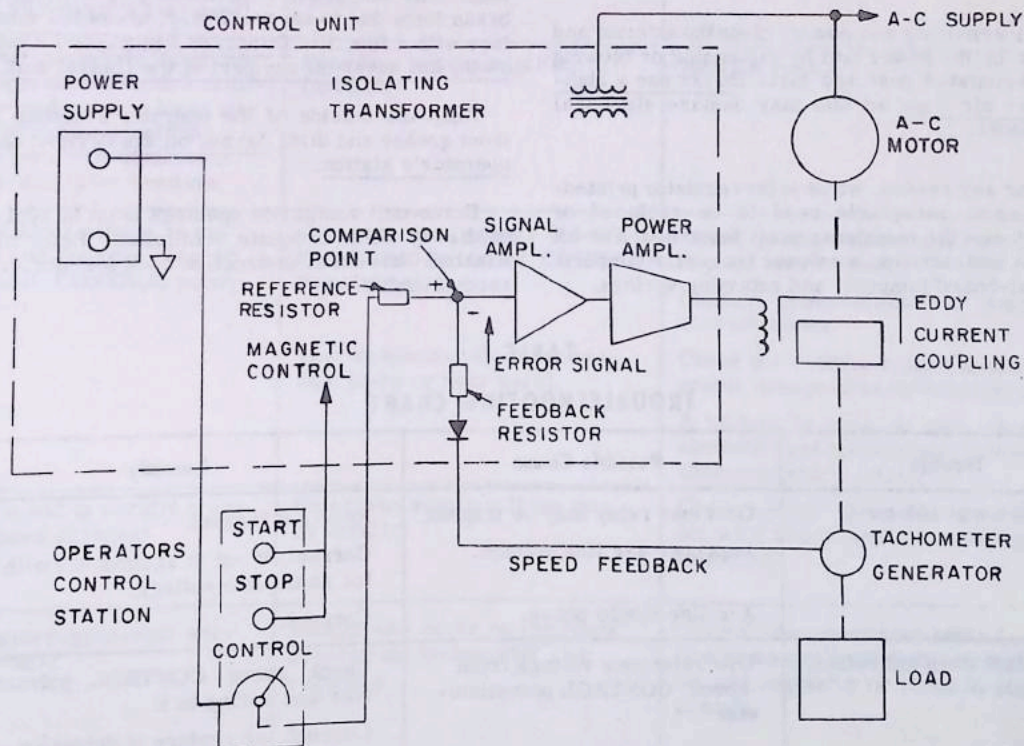 CONTROL UNIT
A-C SUPPLY
POWER
SUPPLY
ISOLATING
TRANSFORMER
A-C
MOTOR
COMPARISON
POINT
AMPL.
POWER
AMPL.
REFERENCE
RESISTOR
+
-
EDDY
CURRENT
COUPLING
MAGNETIC
CONTROL
ERROR SIGNAL
FEEDBACK
RESISTOR
START
OPERATORS
CONTROL
STATION
STOP
SPEED FEEDBACK
TACHOMETER
GENERATOR
CONTROL
LOAD